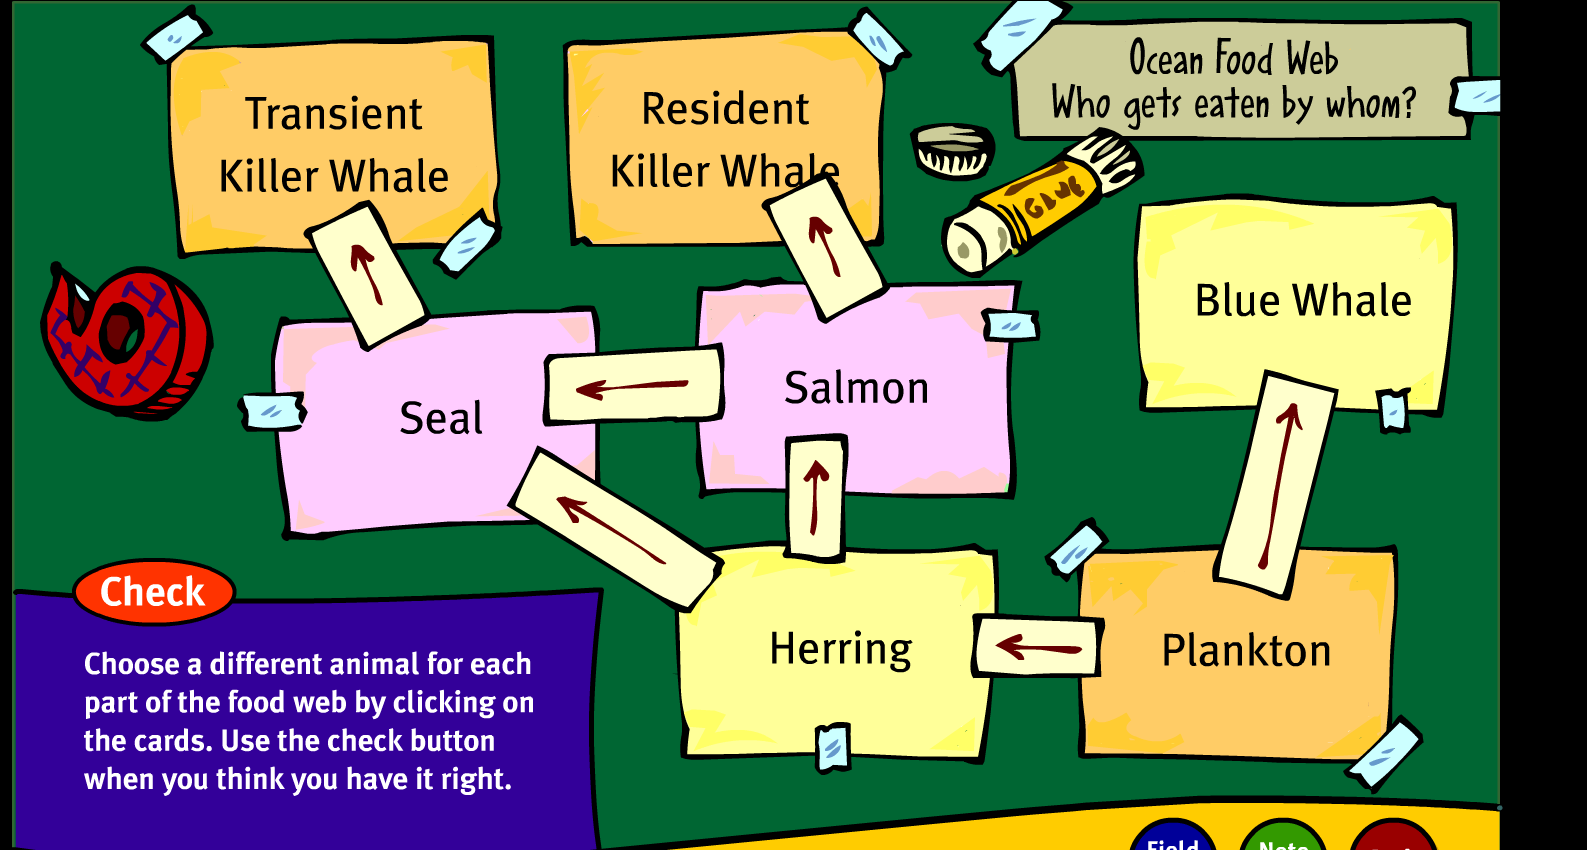 Ocean Food Web
Who gets eaten by whom?
Transient
Killer Whale
Resident
Killer Whale
GLUE
Blue Whale
Seal
Salmon
Herring
Plankton
Check
Choose a different animal for each
part of the food web by clicking on
the cards. Use the check button
when you think you have it right.
Field